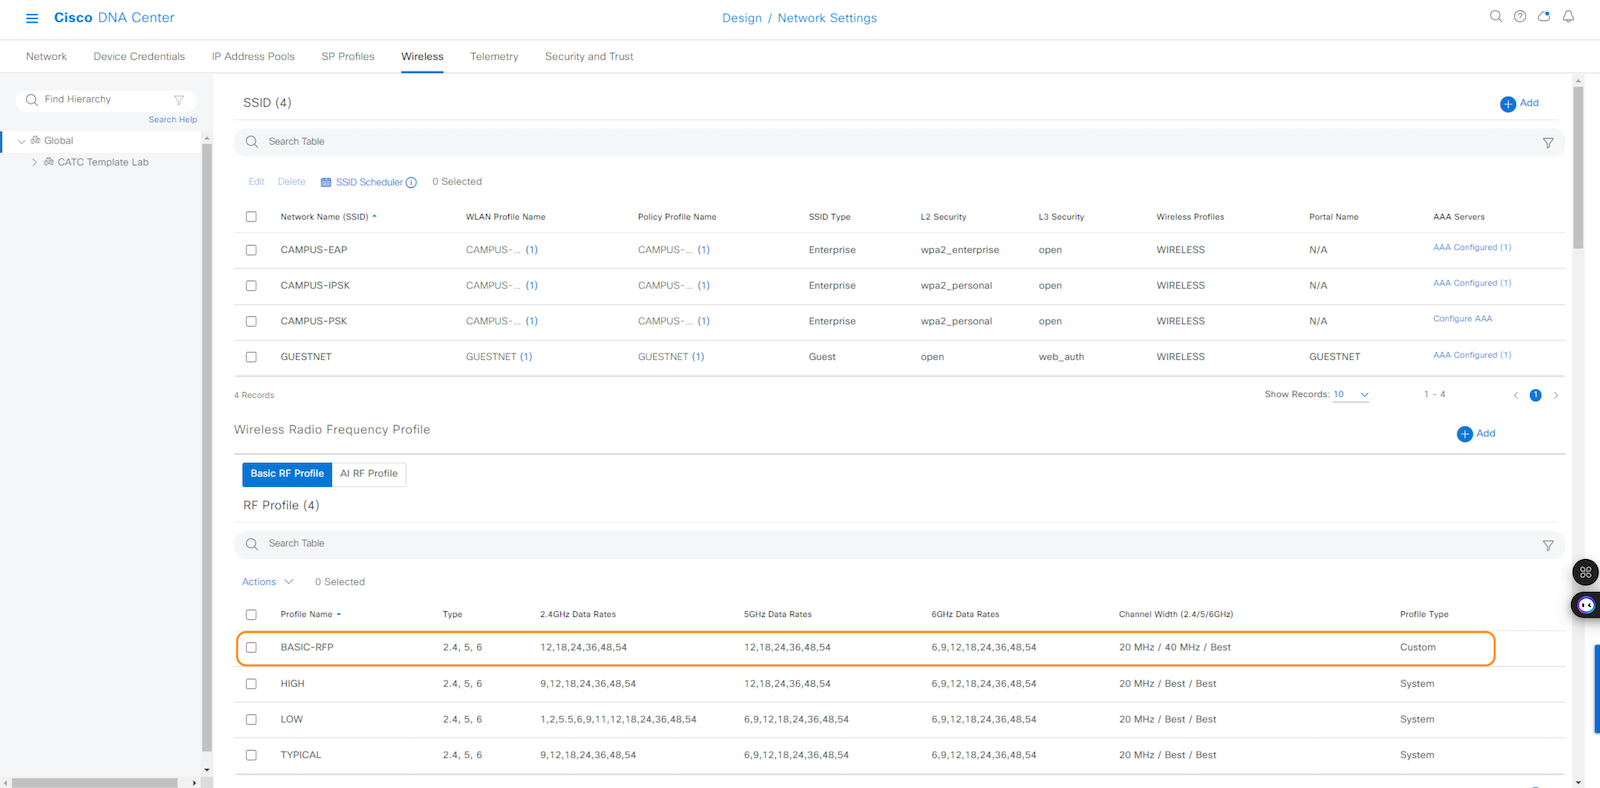 Cisco DNA Center
Design / Network Settings
Network Device Credentials IP Address Pools SP Profiles Wireless Telemetry Security and Trust
Find Hierarchy
Search Help
Global
CATC Template Lab
SSID (4)
Add
Search Table
Edit Delete SSID Scheduler 0 Selected
Network Name (SSID) WLAN Profile Name Policy Profile Name SSID Type L2 Security L3 Security Wireless Profiles Portal Name AAA Servers
CAMPUS-EAP CAMPUS-... (1) CAMPUS-... (1) Enterprise wpa2_enterprise open WIRELESS N/A AAA Configured (1)
CAMPUS-IPSK CAMPUS-... (1) CAMPUS-... (1) Enterprise wpa2_personal open WIRELESS N/A AAA Configured (1)
CAMPUS-PSK CAMPUS-... (1) CAMPUS-... (1) Enterprise wpa2_personal open WIRELESS N/A Configure AAA
GUESTNET GUESTNET (1) GUESTNET (1) Guest open web_auth WIRELESS GUESTNET AAA Configured (1)
4 Records Show Records: 10 1 - 4 1
Wireless Radio Frequency Profile
Add
Basic RF Profile AI RF Profile
RF Profile (4)
Search Table
Actions 0 Selected
Profile Name Type 2.4GHz Data Rates 5GHz Data Rates 6GHz Data Rates Channel Width (2.4/5/6GHz) Profile Type
BASIC-RFP 2.4, 5, 6 12,18,24,36,48,54 12,18,24,36,48,54 6,9,12,18,24,36,48,54 20 MHz / 40 MHz / Best Custom
HIGH 2.4, 5, 6 9,12,18,24,36,48,54 12,18,24,36,48,54 6,9,12,18,24,36,48,54 20 MHz / Best / Best System
LOW 2.4, 5, 6 1,2,5.5,6,9,11,12,18,24,36,48,54 6,9,12,18,24,36,48,54 6,9,12,18,24,36,48,54 20 MHz / Best / Best System
TYPICAL 2.4, 5, 6 9,12,18,24,36,48,54 6,9,12,18,24,36,48,54 6,9,12,18,24,36,48,54 20 MHz / Best / Best System